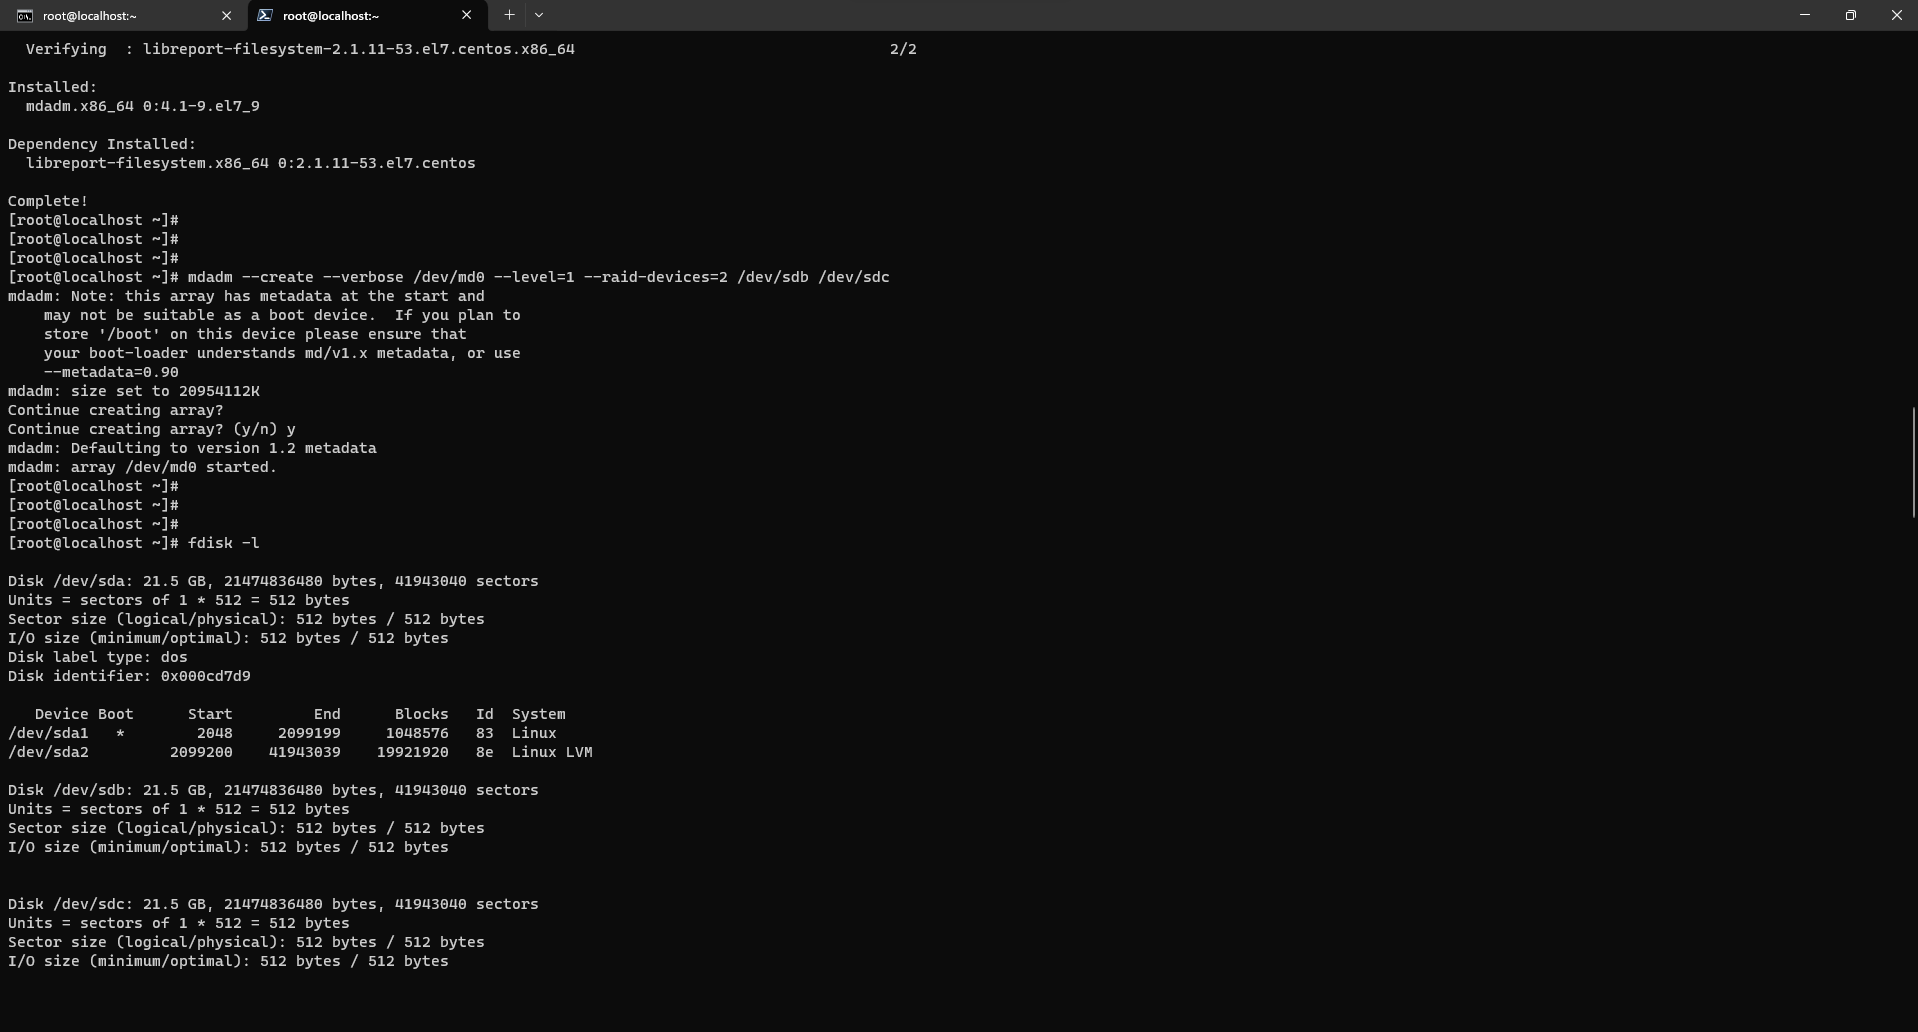 root@localhost:~
root@localhost:~
Verifying  : libreport-filesystem-2.1.11-53.el7.centos.x86_64                                   2/2
Installed:
  mdadm.x86_64 0:4.1-9.el7_9
Dependency Installed:
  libreport-filesystem.x86_64 0:2.1.11-53.el7.centos
Complete!
[root@localhost ~]#
[root@localhost ~]#
[root@localhost ~]#
[root@localhost ~]# mdadm --create --verbose /dev/md0 --level=1 --raid-devices=2 /dev/sdb /dev/sdc
mdadm: Note: this array has metadata at the start and
    may not be suitable as a boot device.  If you plan to
    store '/boot' on this device please ensure that
    your boot-loader understands md/v1.x metadata, or use
    --metadata=0.90
mdadm: size set to 20954112K
Continue creating array?
Continue creating array? (y/n) y
mdadm: Defaulting to version 1.2 metadata
mdadm: array /dev/md0 started.
[root@localhost ~]#
[root@localhost ~]#
[root@localhost ~]#
[root@localhost ~]# fdisk -l
Disk /dev/sda: 21.5 GB, 21474836480 bytes, 41943040 sectors
Units = sectors of 1 * 512 = 512 bytes
Sector size (logical/physical): 512 bytes / 512 bytes
I/O size (minimum/optimal): 512 bytes / 512 bytes
Disk label type: dos
Disk identifier: 0x000cd7d9
   Device Boot      Start         End      Blocks   Id  System
/dev/sda1   *        2048     2099199     1048576   83  Linux
/dev/sda2         2099200    41943039    19921920   8e  Linux LVM
Disk /dev/sdb: 21.5 GB, 21474836480 bytes, 41943040 sectors
Units = sectors of 1 * 512 = 512 bytes
Sector size (logical/physical): 512 bytes / 512 bytes
I/O size (minimum/optimal): 512 bytes / 512 bytes
Disk /dev/sdc: 21.5 GB, 21474836480 bytes, 41943040 sectors
Units = sectors of 1 * 512 = 512 bytes
Sector size (logical/physical): 512 bytes / 512 bytes
I/O size (minimum/optimal): 512 bytes / 512 bytes